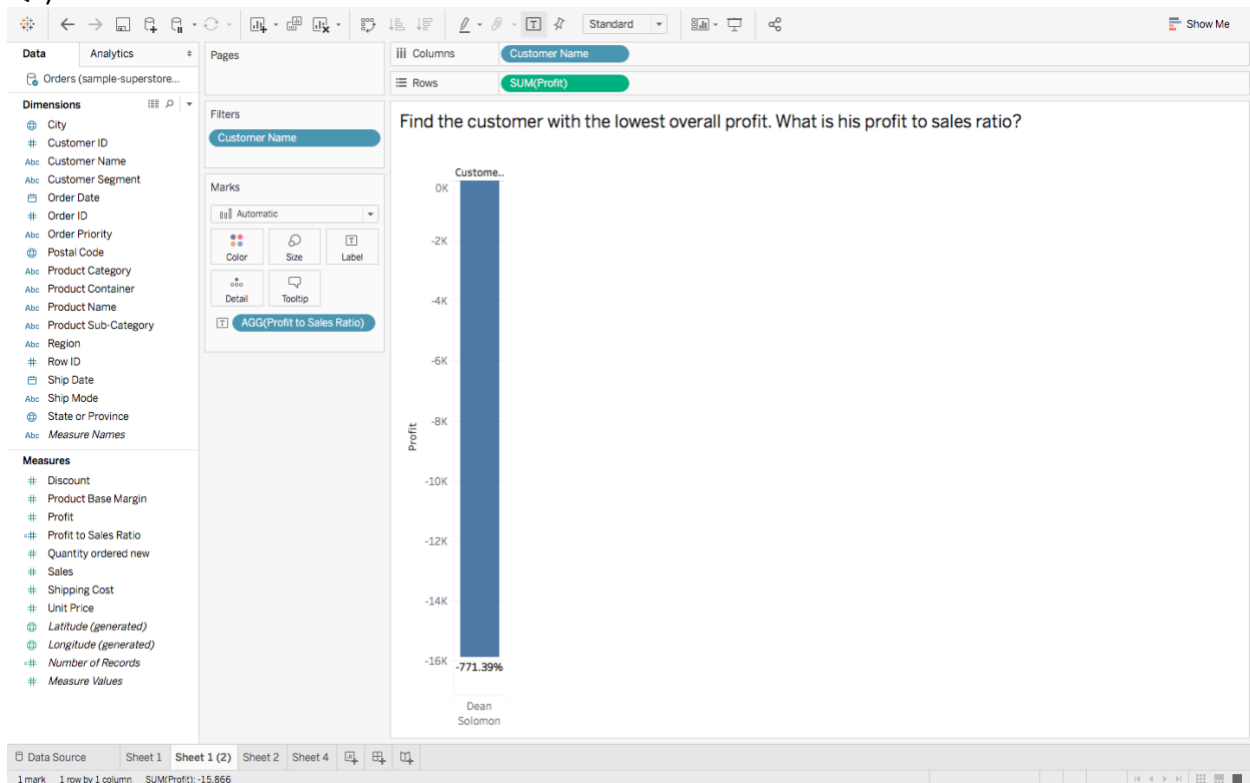 Standard
Show Me
Data
Analytics
Pages
iii Columns
Customer Name
Orders (sample-superstore...
Rows
SUM(Profit)
Dimensions
City
Customer ID
Customer Name
Customer Segment
Order Date
Order ID
Order Priority
Postal Code
Product Category
Product Container
Product Name
Product Sub-Category
Region
Row ID
Ship Date
Ship Mode
State or Province
Measure Names
Measures
Discount
Product Base Margin
Profit
Profit to Sales Ratio
Quantity ordered new
Sales
Shipping Cost
Unit Price
Latitude (generated)
Longitude (generated)
Number of Records
Measure Values
Filters
Customer Name
Marks
Automatic
Color
Size
Label
Detail
Tooltip
AGG(Profit to Sales Ratio)
Find the customer with the lowest overall profit. What is his profit to sales ratio?
Custome..
0K
-2K
-4K
-6K
-8K
-10K
-12K
-14K
-16K
Profit
-771.39%
Dean
Solomon
Data Source
Sheet 1
Sheet 1 (2)
Sheet 2
Sheet 4
1 mark 1 row by 1 column SUM(Profit): -15.866